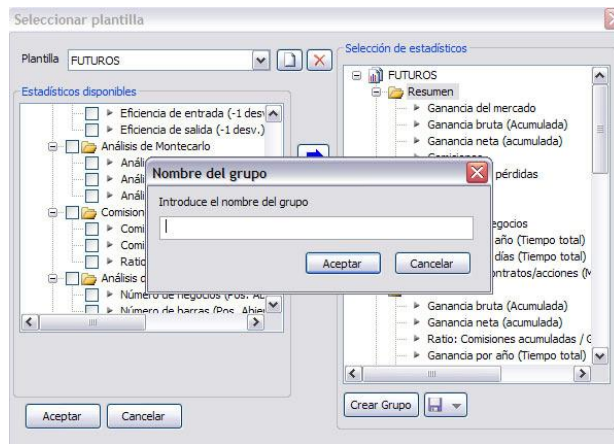 Seleccionar plantilla
Plantilla FUTUROS
Estadísticos disponibles
Eficiencia de entrada (-1 desv
Eficiencia de salida (-1 desv.)
Análisis de Montecarlo
Análi
Análi
Análi
Comision
Comi
Comi
Ratio
Análisis d
Número de negocios (Pos. Ab
Número de barras (Pos. Abier
Aceptar
Cancelar
Nombre del grupo
Introduce el nombre del grupo
Aceptar
Cancelar
Selección de estadísticos
FUTUROS
Resumen
Ganancia del mercado
Ganancia bruta (Acumulada)
Ganancia neta (acumulada)
Comisiones
pérdidas
egocios
año (Tiempo total)
días (Tiempo total)
ontratos/acciones (M
Ganancia bruta (Acumulada)
Ganancia neta (acumulada)
Ratio: Comisiones acumuladas / G
Ganancia por año (Tiempo total)
Crear Grupo